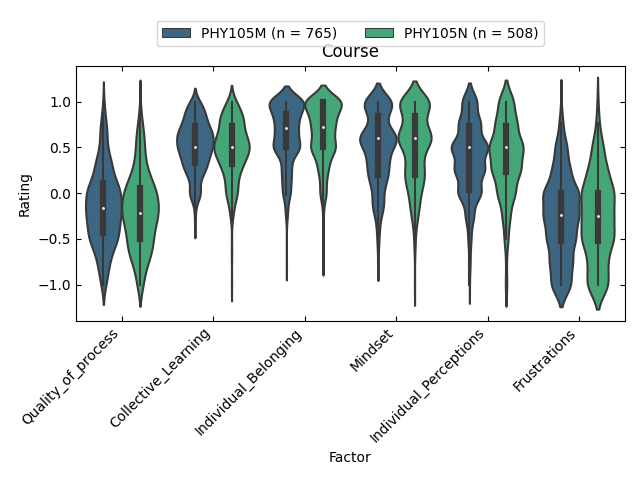 PHY105M (n = 765) PHY105N (n = 508)
Course
1.0
0.5
0.0
−0.5
−1.0
Rating
Quality_of_process
Collective_Learning
Individual_Belonging
Mindset
Individual_Perceptions
Frustrations
Factor